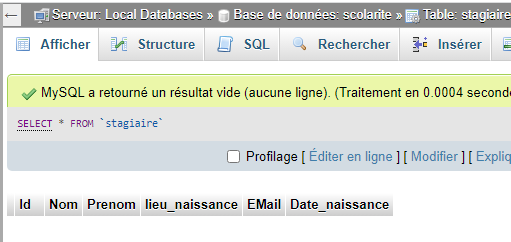 ← Serveur: Local Databases » Base de données: scolarite » Table: stagiaire
Afficher Structure SQL Rechercher Insérer
MySQL a retourné un résultat vide (aucune ligne). (Traitement en 0.0004 second
SELECT * FROM `stagiaire`
Profilage [ Éditer en ligne ] [ Modifier ] [ Expliq
Id Nom Prenom lieu_naissance EMail Date_naissance